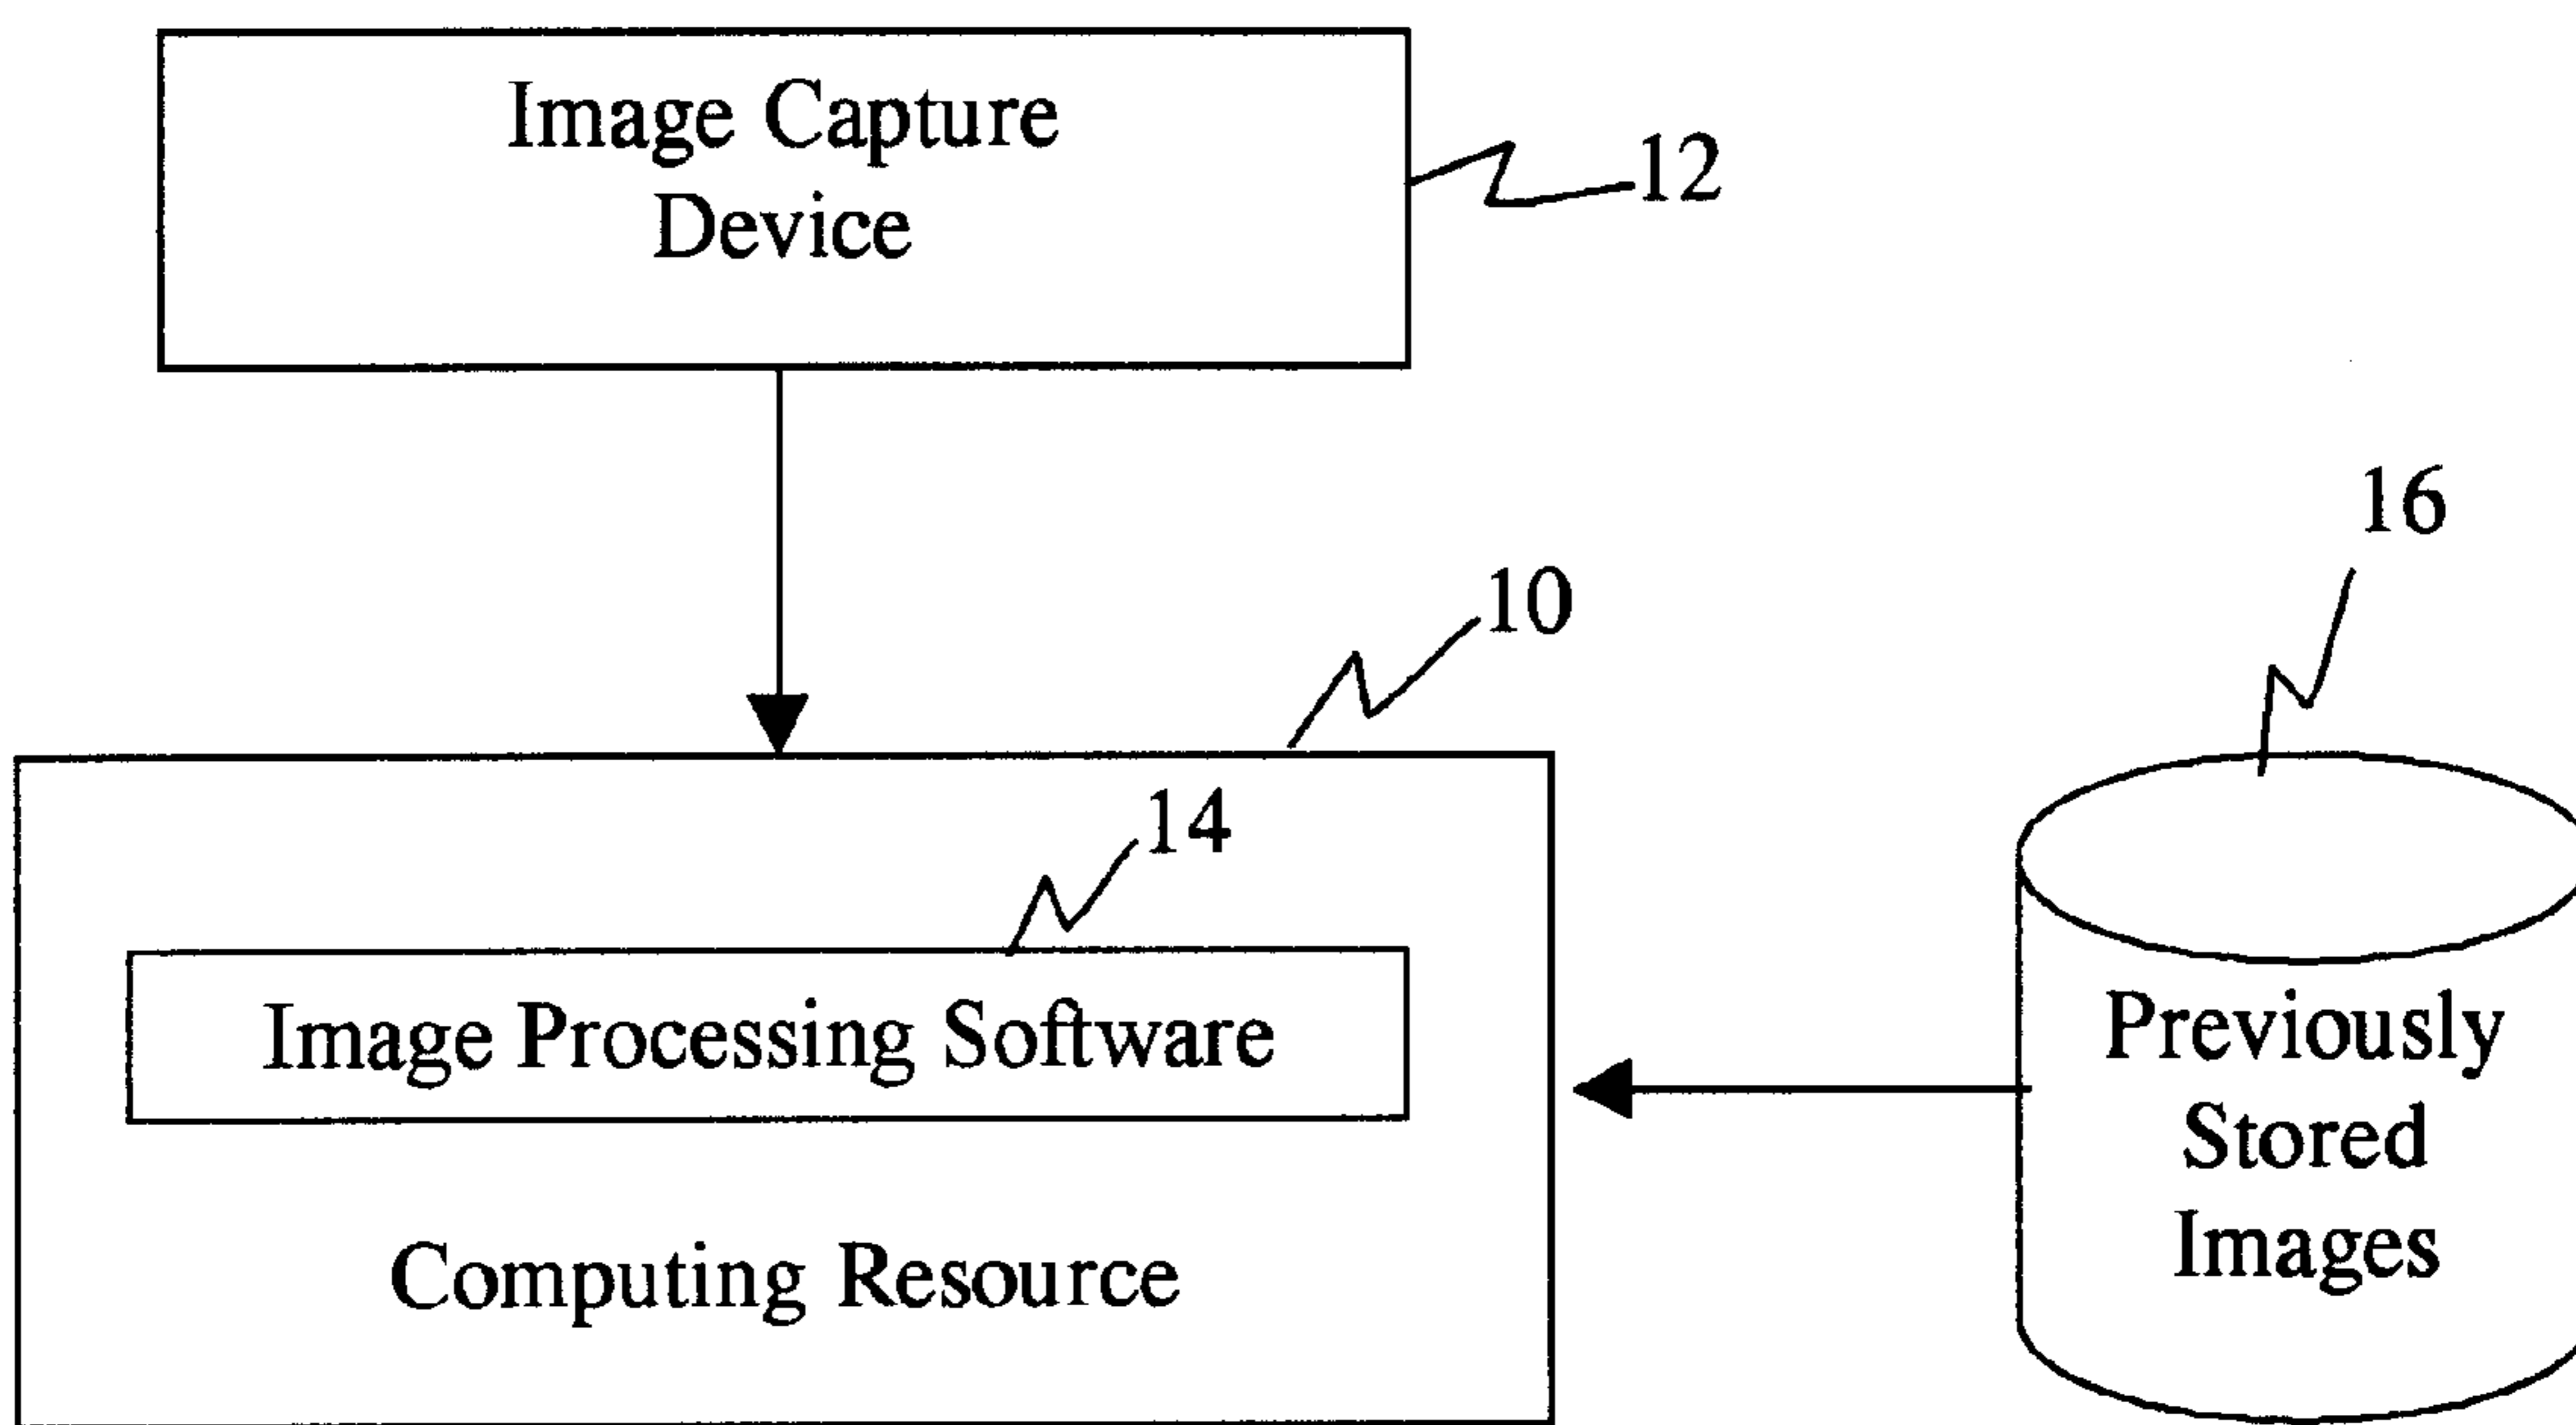 Image Capture
Device
12
16
10
14
Image Processing Software
Computing Resource
Previously
Stored
Images